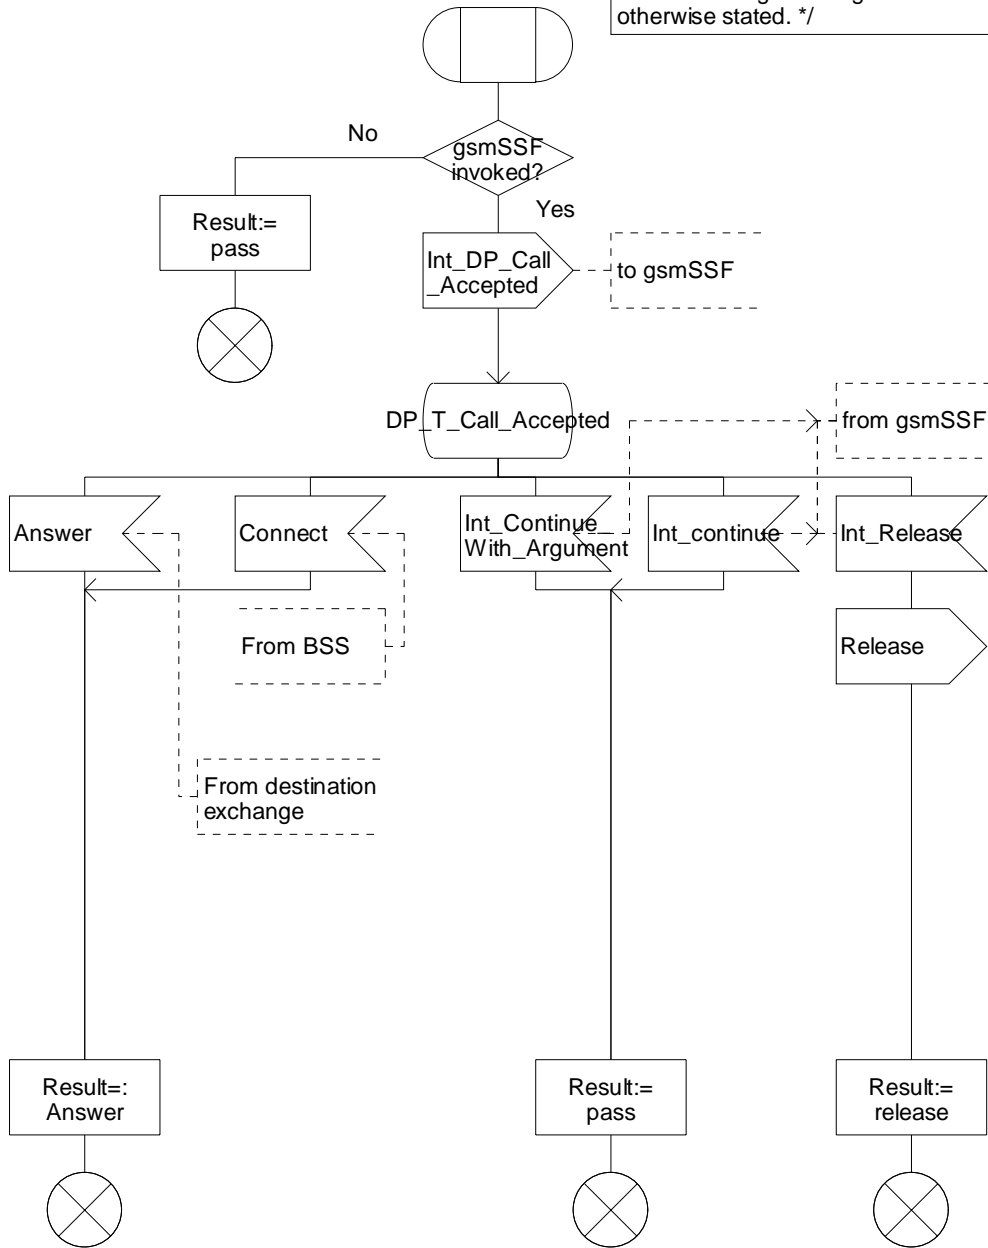 otherwise stated. */
No
gsmSSF
invoked?
Yes
Result:=
pass
Int_DP_Call
_Accepted
to gsmSSF
DP_T_Call_Accepted
from gsmSSF
Answer
Connect
Int_Continue_
With_Argument
Int_continue
Int_Release
From BSS
Release
From destination
exchange
Result=:
Answer
Result:=
pass
Result:=
release